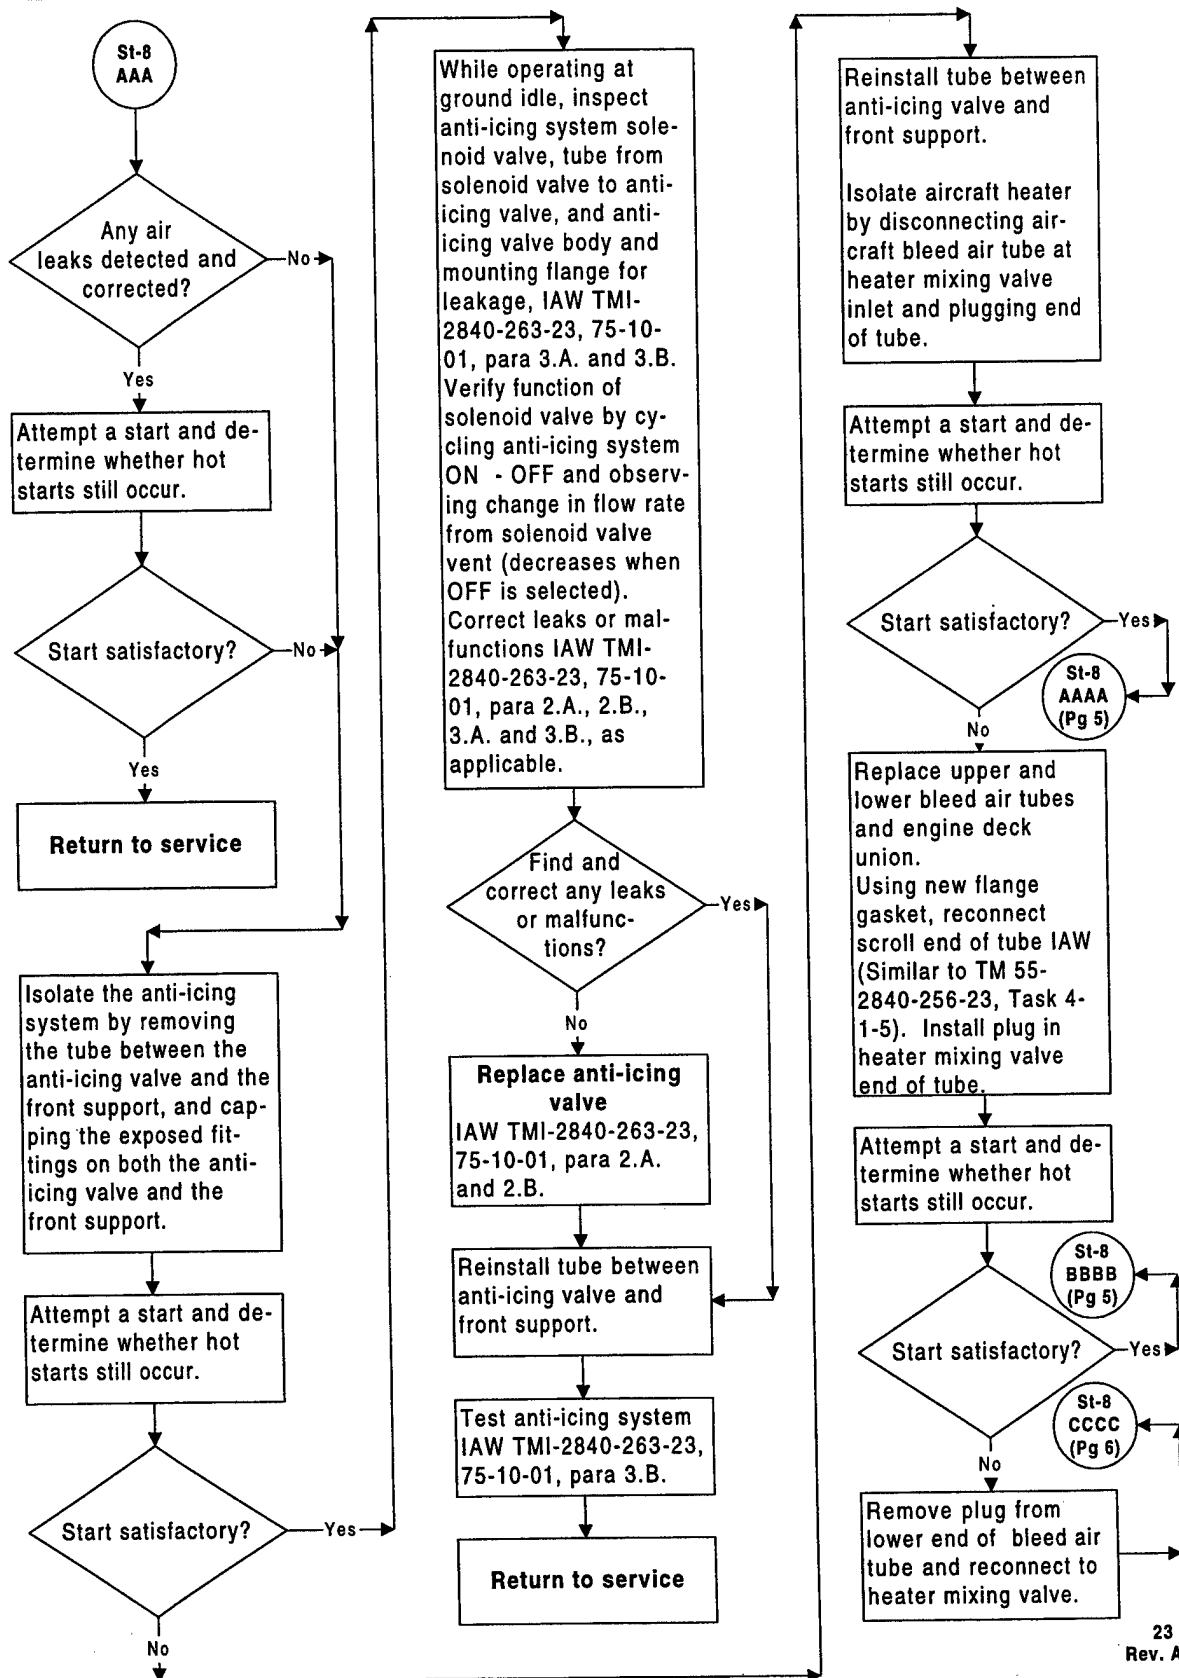 St-8
AAA
Any air
leaks detected and
corrected?
No
Yes
Attempt a start and de-
termine whether hot
starts still occur.
Start satisfactory?
No
Yes
Return to service
Isolate the anti-icing
system by removing
the tube between the
anti-icing valve and the
front support, and cap-
ping the exposed fit-
tings on both the anti-
icing valve and the
front support.
Attempt a start and de-
termine whether hot
starts still occur.
Start satisfactory?
Yes
No
While operating at
ground idle, inspect
anti-icing system sole-
noid valve, tube from
solenoid valve to anti-
icing valve, and anti-
icing valve body and
mounting flange for
leakage, IAW TMI-
2840-263-23, 75-10-
01, para 3.A. and 3.B.
Verify function of
solenoid valve by cy-
cling anti-icing system
ON - OFF and observ-
ing change in flow rate
from solenoid valve
vent (decreases when
OFF is selected).
Correct leaks or mal-
functions IAW TMI-
2840-263-23, 75-10-
01, para 2.A., 2.B.,
3.A. and 3.B., as
applicable.
Find and
correct any leaks
or malfunc-
tions?
Yes
No
Replace anti-icing
valve
IAW TMI-2840-263-23,
75-10-01, para 2.A.
and 2.B.
Reinstall tube between
anti-icing valve and
front support.
Test anti-icing system
IAW TMI-2840-263-23,
75-10-01, para 3.B.
Return to service
Reinstall tube between
anti-icing valve and
front support.
Isolate aircraft heater
by disconnecting air-
craft bleed air tube at
heater mixing valve
inlet and plugging end
of tube.
Attempt a start and de-
termine whether hot
starts still occur.
Start satisfactory?
Yes
St-8
AAAA
(Pg 5)
No
Replace upper and
lower bleed air tubes
and engine deck
union.
Using new flange
gasket, reconnect
scroll end of tube IAW
(Similar to TM 55-
2840-256-23, Task 4-
1-5). Install plug in
heater mixing valve
end of tube.
Attempt a start and de-
termine whether hot
starts still occur.
St-8
BBBB
(Pg 5)
Start satisfactory?
Yes
St-8
CCCC
(Pg 6)
No
Remove plug from
lower end of bleed air
tube and reconnect to
heater mixing valve.
23
Rev. A